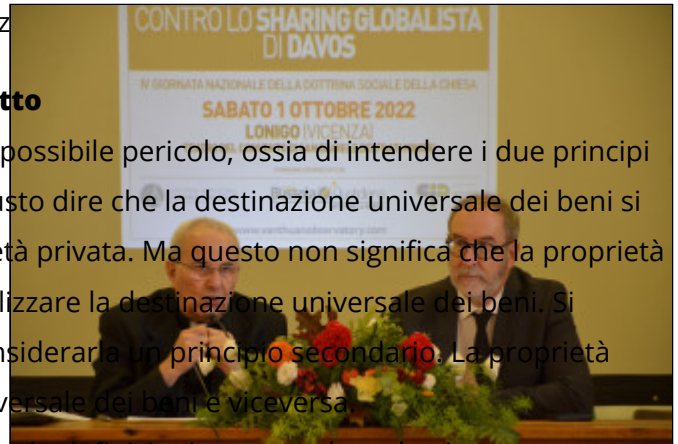 CONTRO LO SHARING GLOBALISTA
DI DAVOS
IV GIORNATA NAZIONALE DELLA DOTTRINA SOCIALE DELLA CHIESA
SABATO 1 OTTOBRE 2022
LONIGO (VICENZA)
www.vanthuanobservatory.com
z
tto
possibile pericolo, ossia di intendere i due principi
usto dire che la destinazione universale dei beni si
età privata. Ma questo non significa che la proprietà
lizzare la destinazione universale dei beni. Si
nsiderarla un principio secondario. La proprietà
versale dei beni e viceversa.